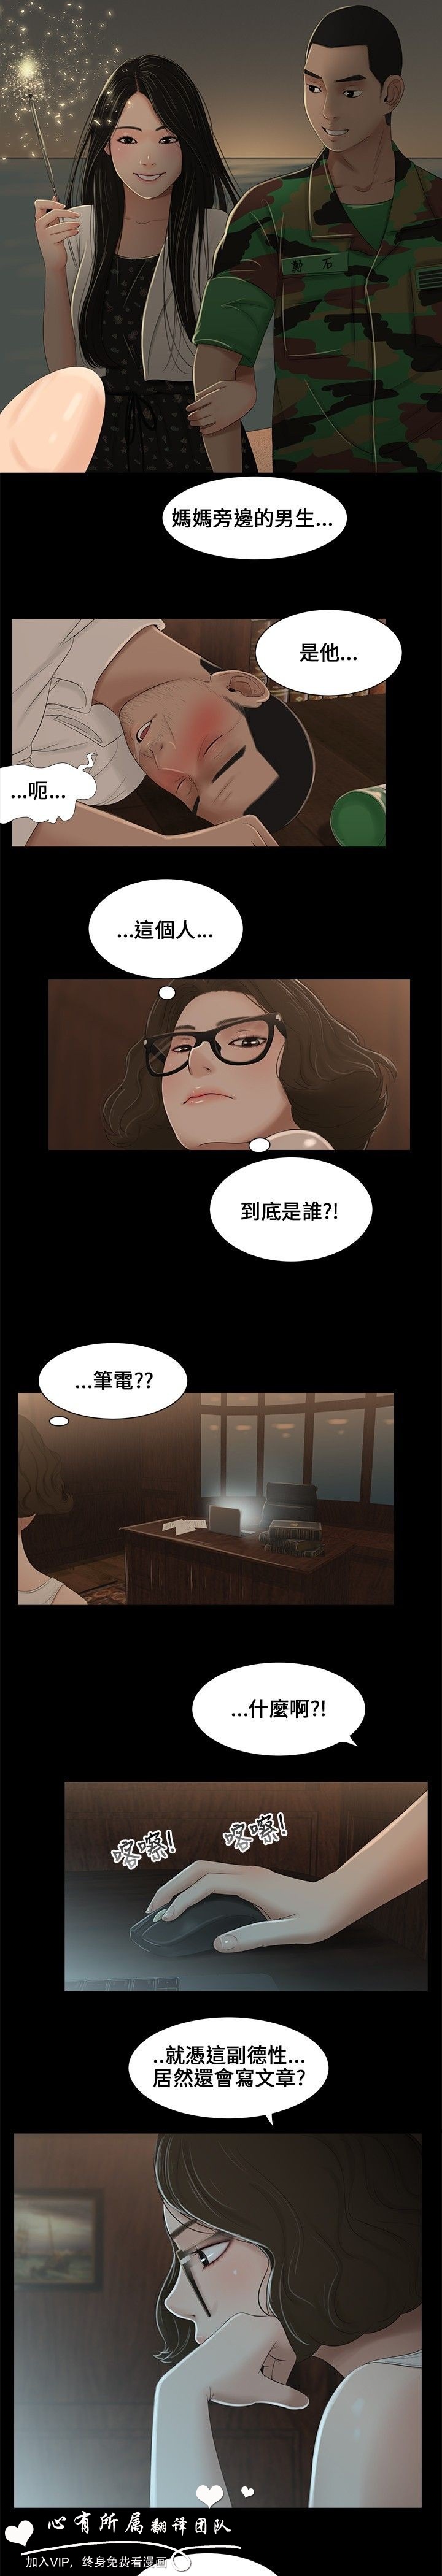 鄭 石
媽媽旁邊的男生...
是他...
...呃...
...這個人...
到底是誰?!
...筆電??
...什麼啊?!
喀嚓!
喀嚓!
..就憑這副德性...
居然還會寫文章?
心有所属翻译团队
加入VIP，终身免费看漫画